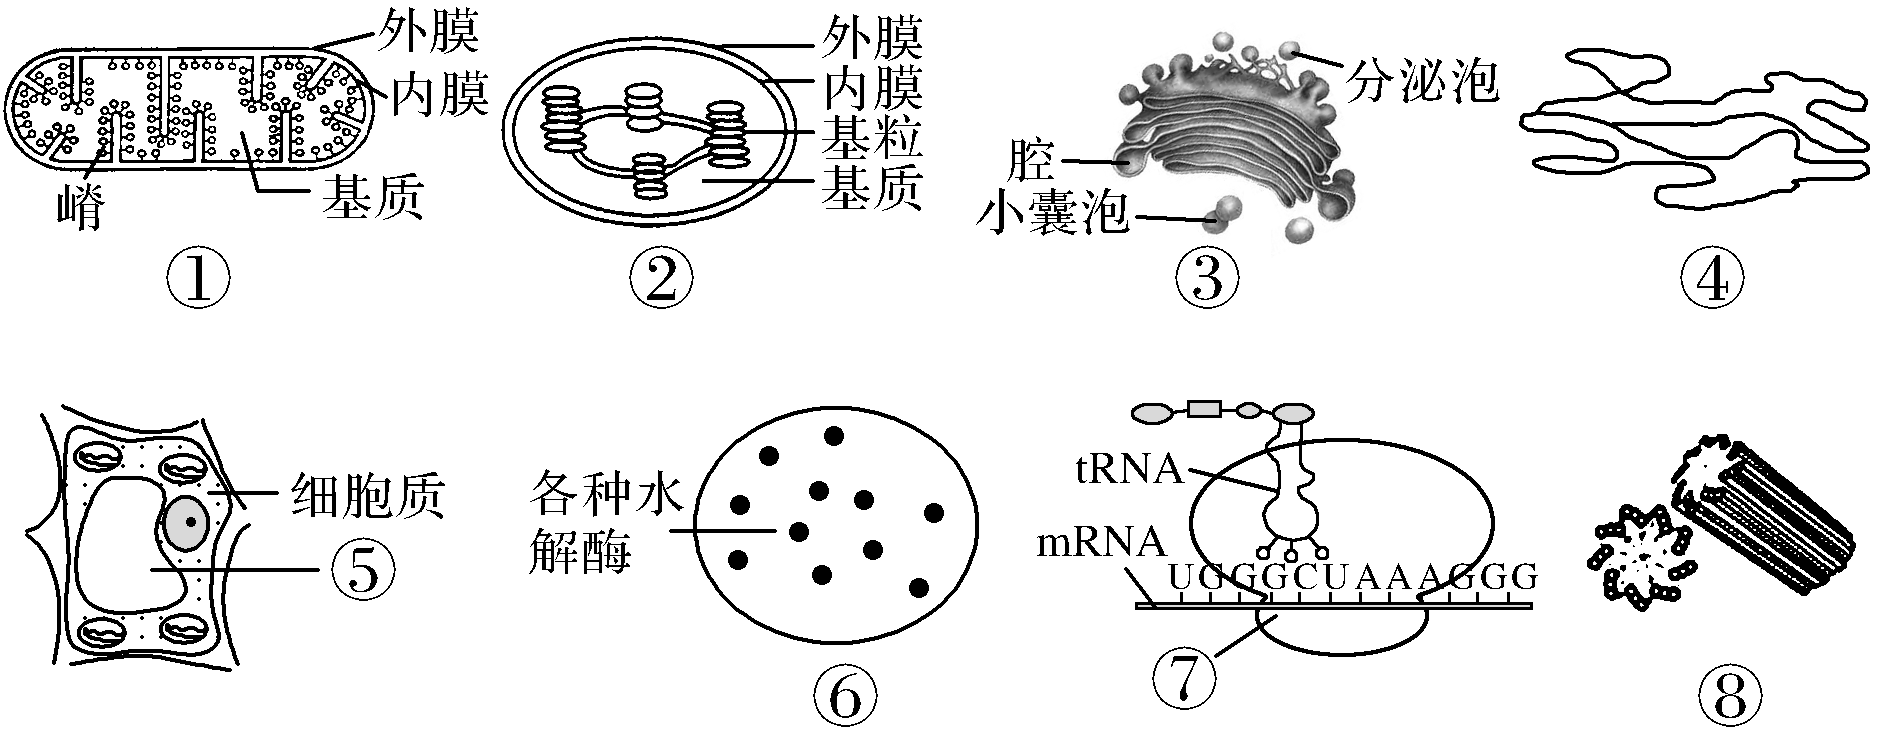 外膜
内膜
嵴
基质
①
外膜
内膜
基粒
基质
②
分泌泡
腔
小囊泡
③
④
细胞质
⑤
各种水
解酶
⑥
tRNA
mRNA
UGGGCUAAAGGG
⑦
⑧